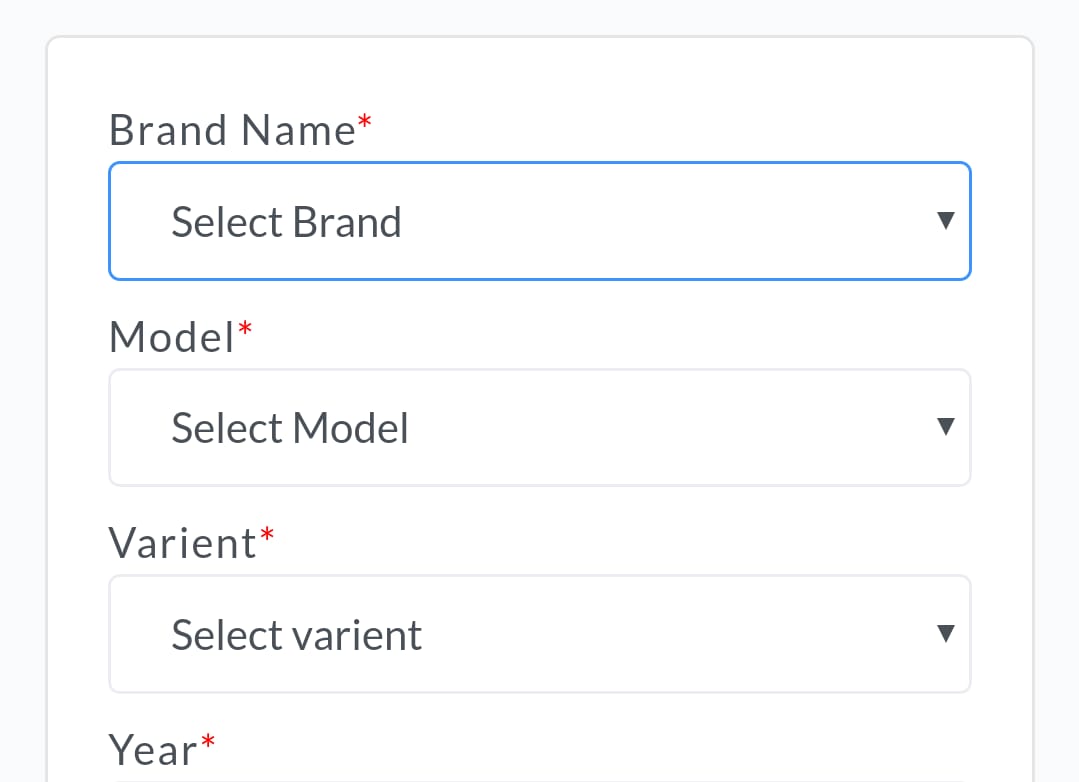 Brand Name*
Select Brand
Model*
Select Model
Varient*
Select varient
Year*